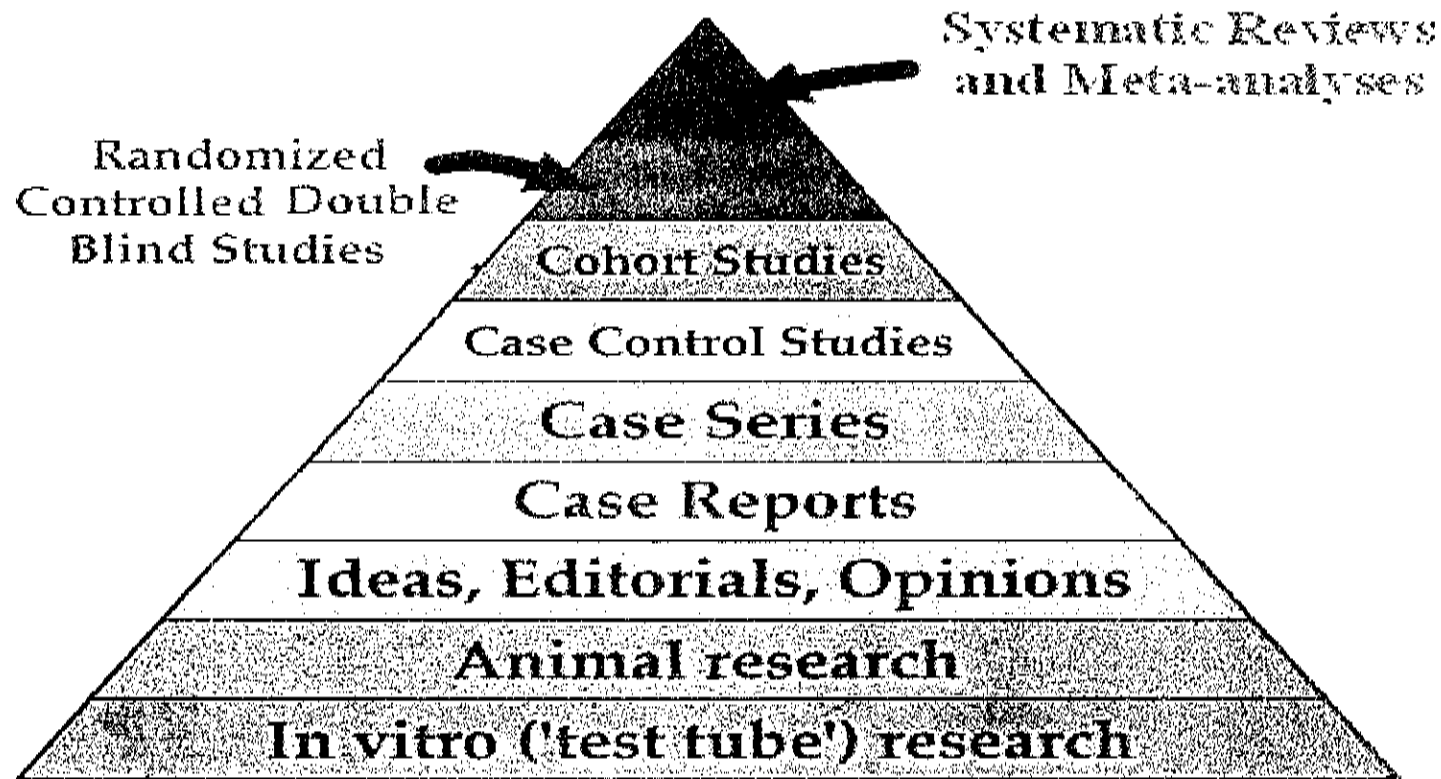 Systematic Reviews
and Meta-analyses
Randomized
Controlled Double
Blind Studies
Cohort Studies
Case Control Studies
Case Series
Case Reports
Ideas, Editorials, Opinions
Animal research
In vitro ('test tube') research